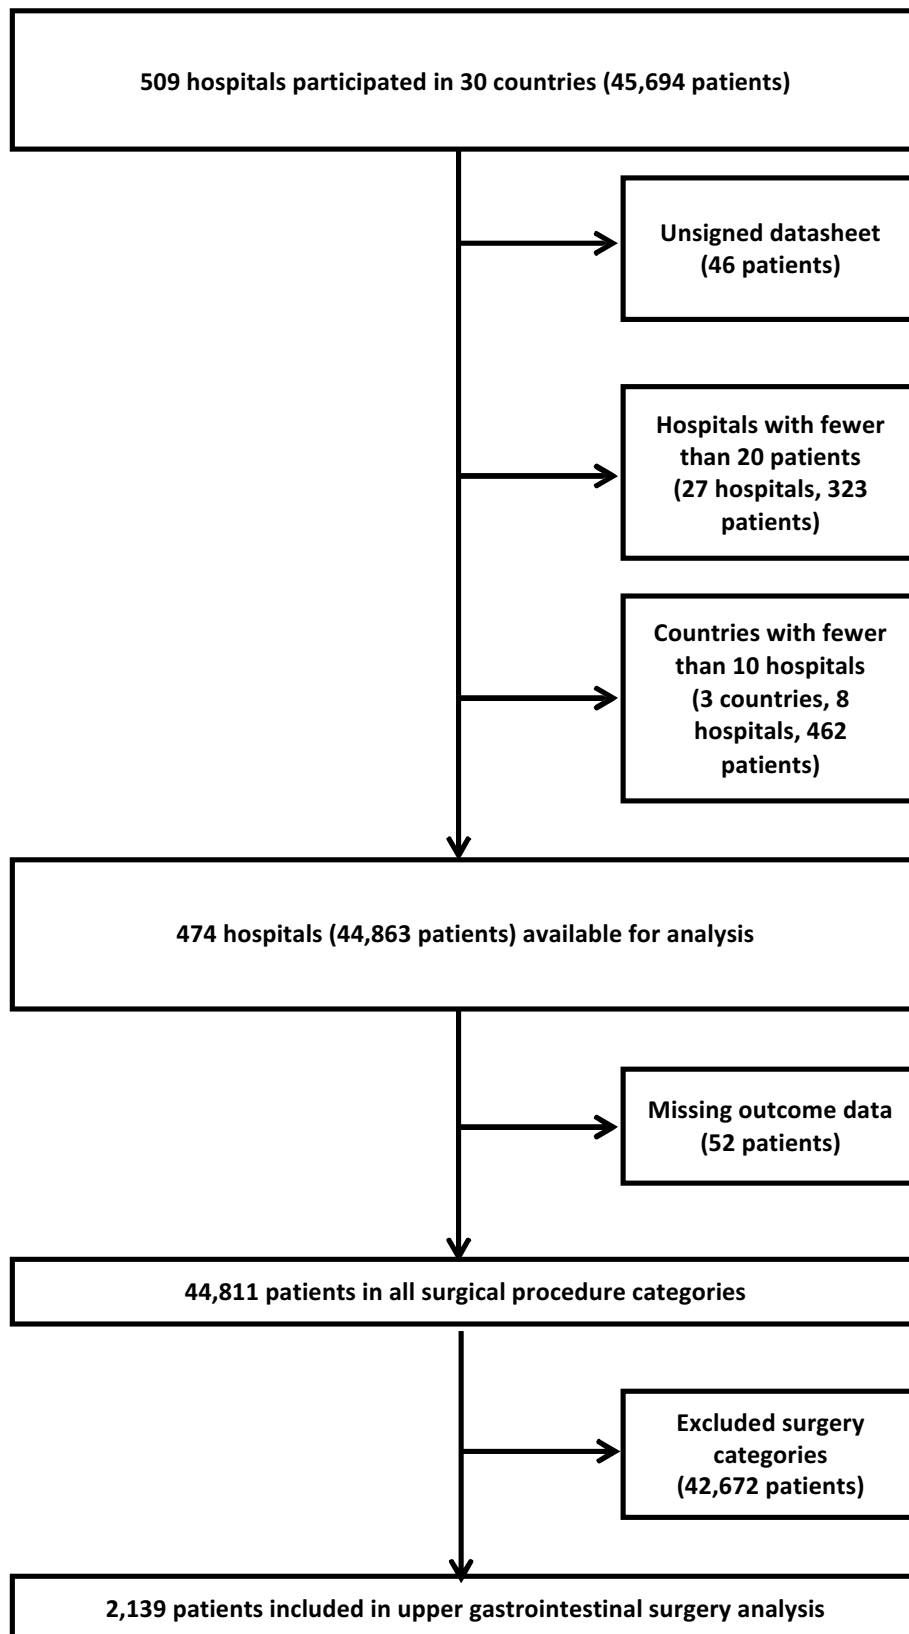 509 hospitals participated in 30 countries (45,694 patients)
Unsigned datasheet
(46 patients)
Hospitals with fewer
than 20 patients
(27 hospitals, 323
patients)
Countries with fewer
than 10 hospitals
(3 countries, 8
hospitals, 462
patients)
474 hospitals (44,863 patients) available for analysis
Missing outcome data
(52 patients)
44,811 patients in all surgical procedure categories
Excluded surgery
categories
(42,672 patients)
2,139 patients included in upper gastrointestinal surgery analysis